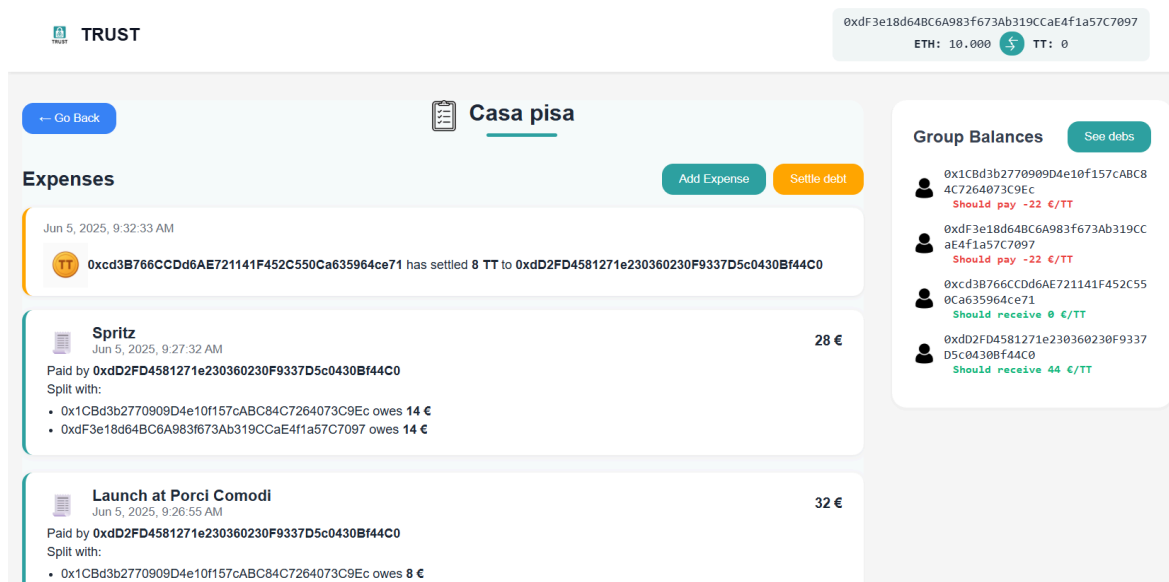 TRUST
TRUST
0xdF3e18d64BC6A983f673Ab319CCaE4f1a57C7097
ETH: 10.000 TT: 0
← Go Back
Casa pisa
Expenses
Add Expense
Settle debt
Jun 5, 2025, 9:32:33 AM
TT
0xcd3B766CCDd6AE721141F452C550Ca635964ce71 has settled 8 TT to 0xdD2FD4581271e230360230F9337D5c0430Bf44C0
Spritz
Jun 5, 2025, 9:27:32 AM
28 €
Paid by 0xdD2FD4581271e230360230F9337D5c0430Bf44C0
Split with:
• 0x1CBd3b2770909D4e10f157cABC84C7264073C9Ec owes 14 €
• 0xdF3e18d64BC6A983f673Ab319CCaE4f1a57C7097 owes 14 €
Launch at Porci Comodi
Jun 5, 2025, 9:26:55 AM
32 €
Paid by 0xdD2FD4581271e230360230F9337D5c0430Bf44C0
Split with:
• 0x1CBd3b2770909D4e10f157cABC84C7264073C9Ec owes 8 €
Group Balances
See debs
0x1CBd3b2770909D4e10f157cABC8
4C7264073C9Ec
Should pay -22 €/TT
0xdF3e18d64BC6A983f673Ab319CC
aE4f1a57C7097
Should pay -22 €/TT
0xcd3B766CCDd6AE721141F452C55
0Ca635964ce71
Should receive 0 €/TT
0xdD2FD4581271e230360230F9337
D5c0430Bf44C0
Should receive 44 €/TT